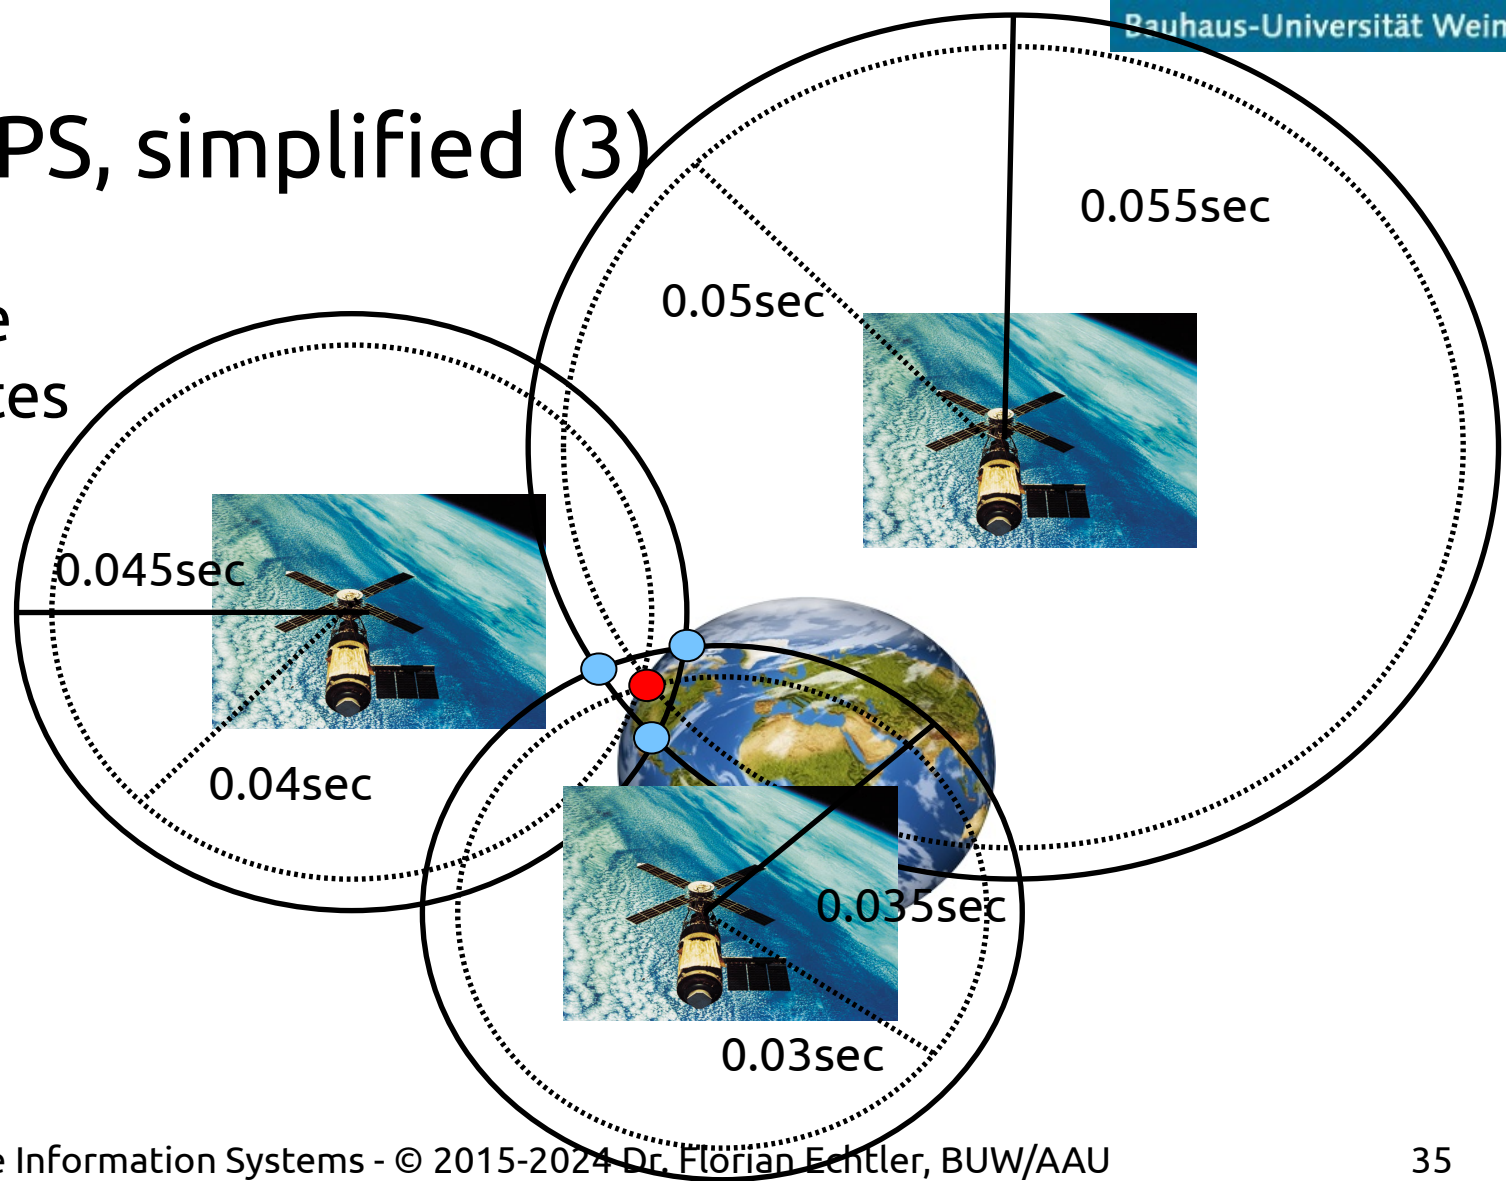 Bauhaus-Universität Wein
PS, simplified (3)
0.055sec
0.05sec
e
tes
0.045sec
0.04sec
0.035sec
0.03sec
e Information Systems - © 2015-2024 Dr. Florian Echtler, BUW/AAU
35